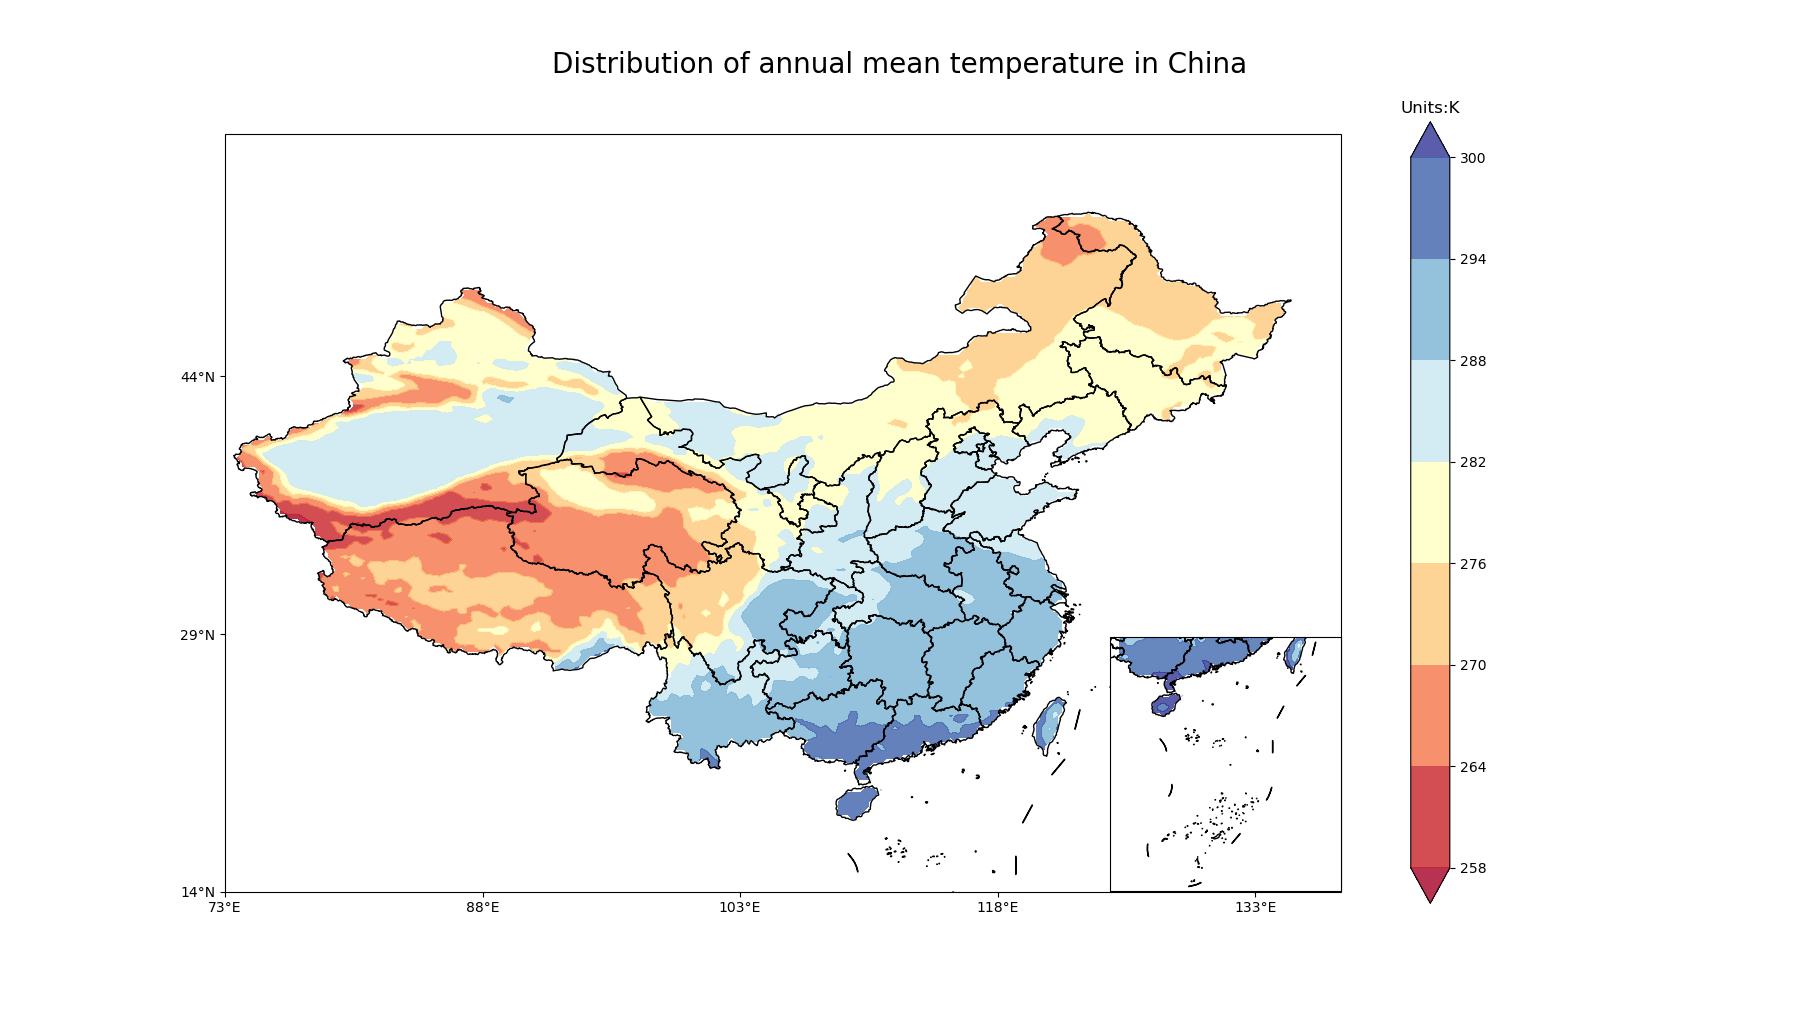 Distribution of annual mean temperature in China
Units:K
300
294
288
282
276
270
264
258
44°N
29°N
14°N
73°E
88°E
103°E
118°E
133°E